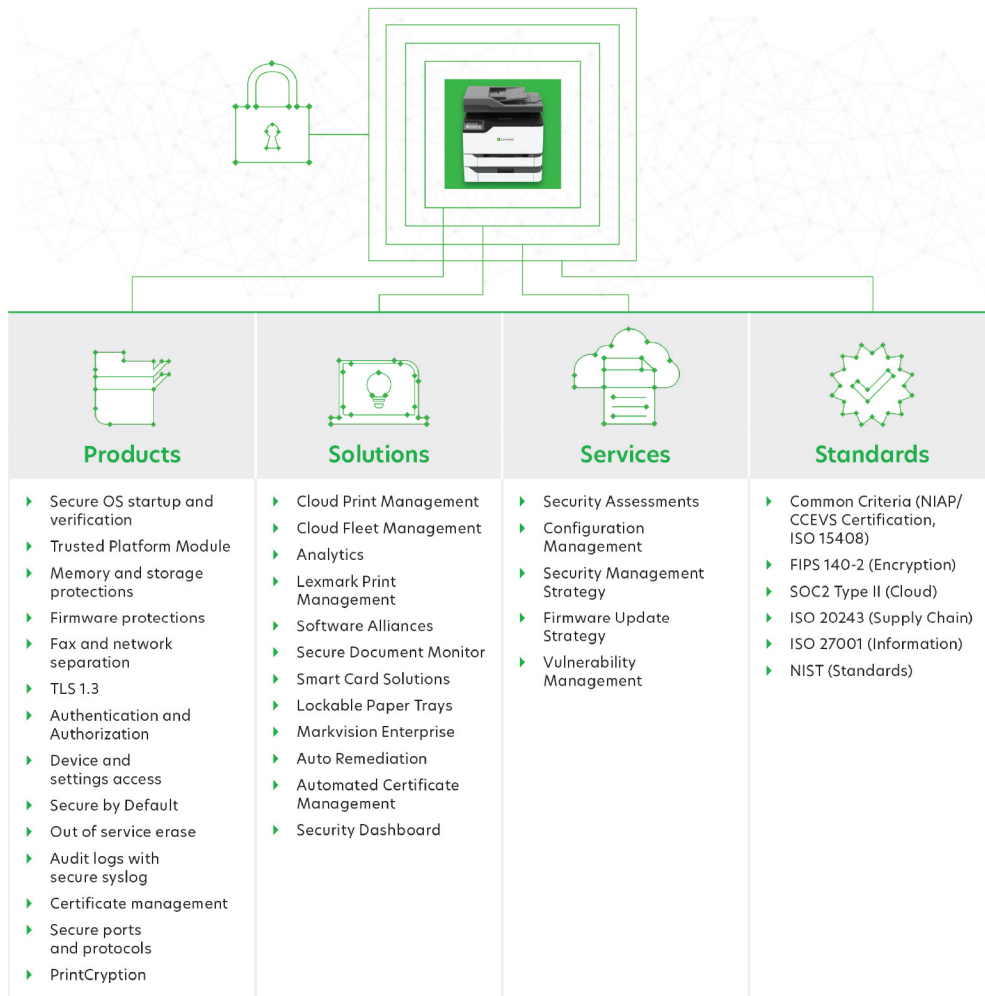 Lexmark
Products
Secure OS startup and
verification
Trusted Platform Module
Memory and storage
protections
Firmware protections
Fax and network
separation
TLS 1.3
Authentication and
Authorization
Device and
settings access
Secure by Default
Out of service erase
Audit logs with
secure syslog
Certificate management
Secure ports
and protocols
PrintCryption
Solutions
Cloud Print Management
Cloud Fleet Management
Analytics
Lexmark Print
Management
Software Alliances
Secure Document Monitor
Smart Card Solutions
Lockable Paper Trays
Markvision Enterprise
Auto Remediation
Automated Certificate
Management
Security Dashboard
Services
Security Assessments
Configuration
Management
Security Management
Strategy
Firmware Update
Strategy
Vulnerability
Management
Standards
Common Criteria (NIAP/
CCEVS Certification,
ISO 15408)
FIPS 140-2 (Encryption)
SOC2 Type II (Cloud)
ISO 20243 (Supply Chain)
ISO 27001 (Information)
NIST (Standards)